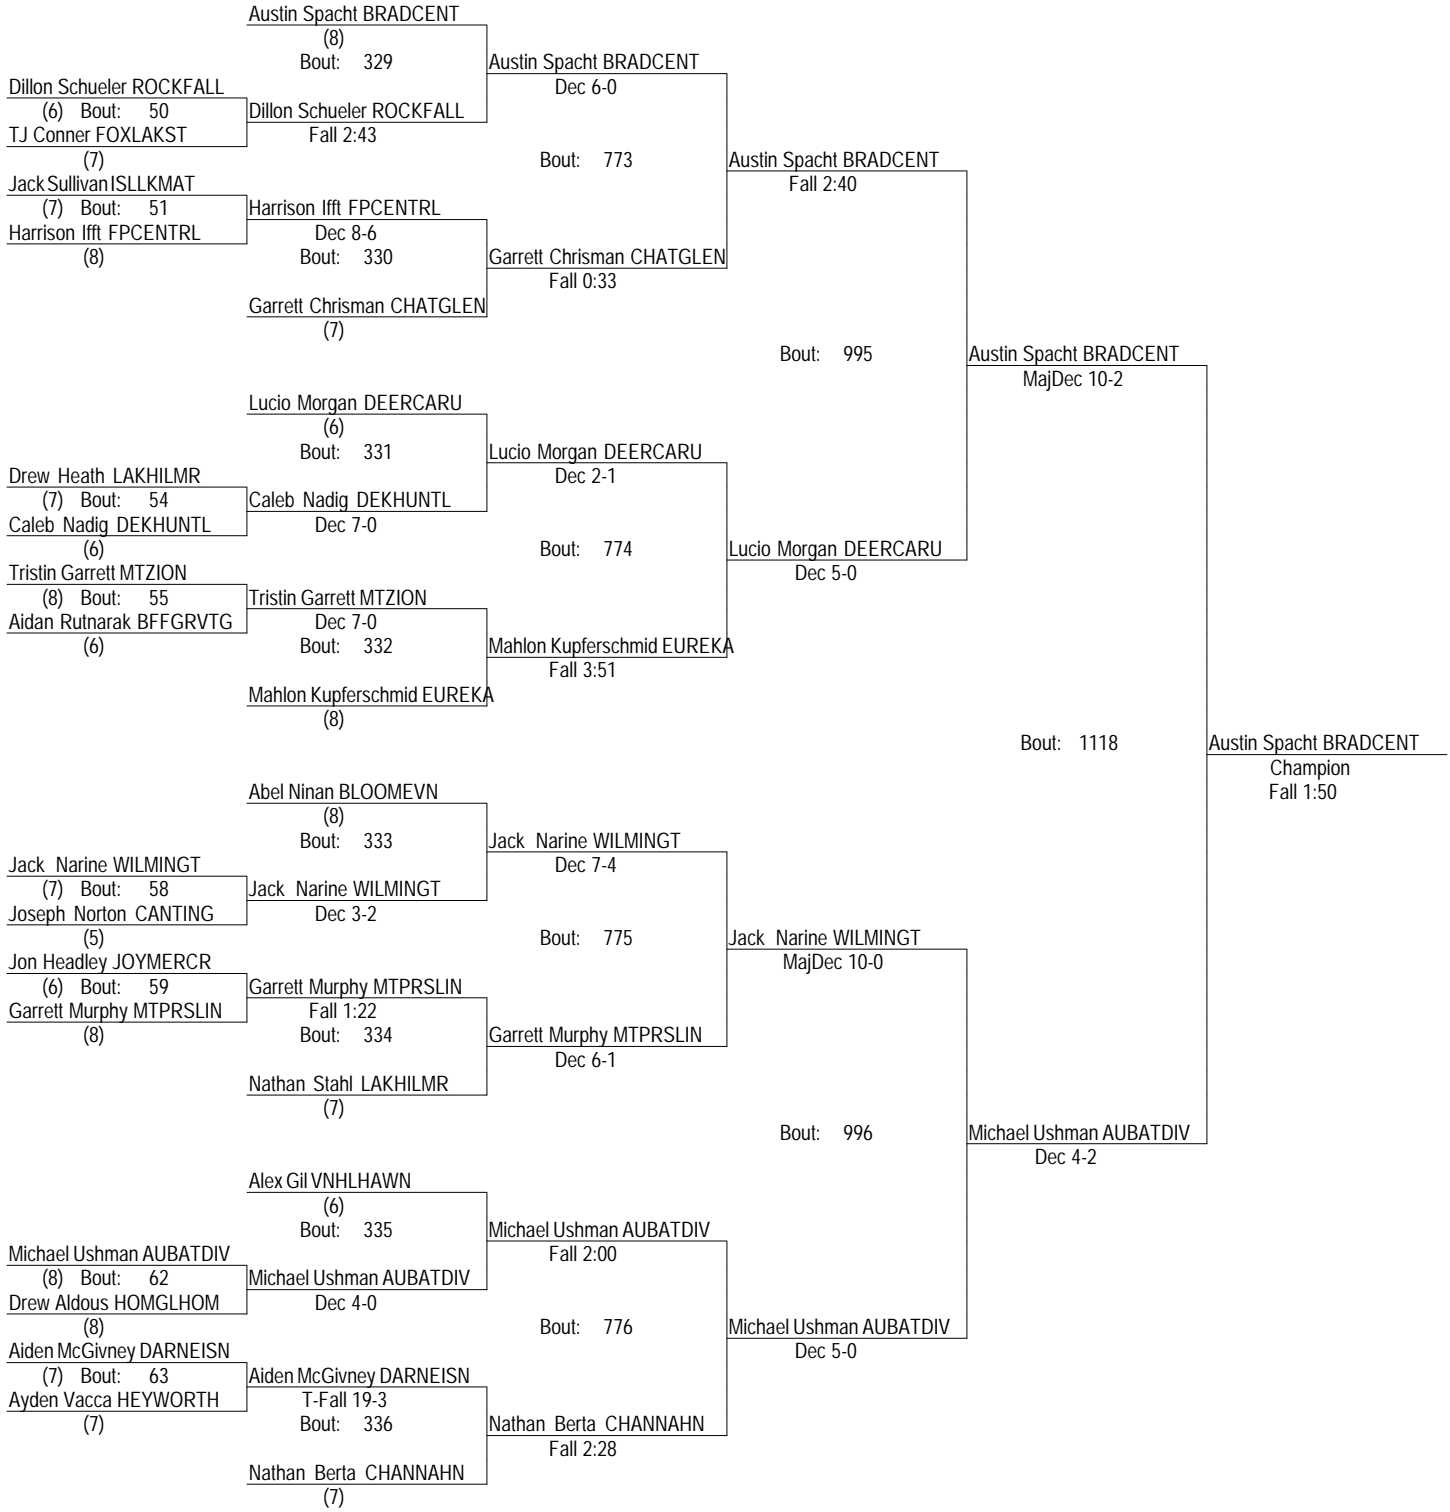 Austin Spacht BRADCENT
(8)
Bout: 329
Austin Spacht BRADCENT
Dillon Schueler ROCKFALL
Dec 6-0
(6) Bout: 50
Dillon Schueler ROCKFALL
TJ Conner FOXLAKST
Fall 2:43
(7)
Bout: 773
Austin Spacht BRADCENT
Jack Sullivan ISLLKMAT
Fall 2:40
(7) Bout: 51
Harrison Ifft FPCENTRL
Harrison Ifft FPCENTRL
Dec 8-6
(8)
Bout: 330
Garrett Chrisman CHATGLEN
Fall 0:33
Garrett Chrisman CHATGLEN
(7)
Bout: 995
Austin Spacht BRADCENT
MajDec 10-2
Lucio Morgan DEERCARU
(6)
Bout: 331
Lucio Morgan DEERCARU
Drew Heath LAKHILMR
Dec 2-1
(7) Bout: 54
Caleb Nadig DEKHUNTL
Caleb Nadig DEKHUNTL
Dec 7-0
(6)
Bout: 774
Lucio Morgan DEERCARU
Tristin Garrett MTZION
Dec 5-0
(8) Bout: 55
Tristin Garrett MTZION
Aidan Rutnarak BFFGRVTG
Dec 7-0
(6)
Bout: 332
Mahlon Kupferschmid EUREKA
Fall 3:51
Mahlon Kupferschmid EUREKA
(8)
Bout: 1118
Austin Spacht BRADCENT
Champion
Fall 1:50
Abel Ninan BLOOMEVN
(8)
Bout: 333
Jack Narine WILMINGT
Jack Narine WILMINGT
Dec 7-4
(7) Bout: 58
Jack Narine WILMINGT
Joseph Norton CANTING
Dec 3-2
(5)
Bout: 775
Jack Narine WILMINGT
Jon Headley JOYMERCR
MajDec 10-0
(6) Bout: 59
Garrett Murphy MTPRSLIN
Garrett Murphy MTPRSLIN
Fall 1:22
(8)
Bout: 334
Garrett Murphy MTPRSLIN
Dec 6-1
Nathan Stahl LAKHILMR
(7)
Bout: 996
Michael Ushman AUBATDIV
Dec 4-2
Alex Gil VNHLHAWN
(6)
Bout: 335
Michael Ushman AUBATDIV
Michael Ushman AUBATDIV
Fall 2:00
(8) Bout: 62
Michael Ushman AUBATDIV
Drew Aldous HOMGLHOM
Dec 4-0
(8)
Bout: 776
Michael Ushman AUBATDIV
Aiden McGivney DARNEISN
Dec 5-0
(7) Bout: 63
Aiden McGivney DARNEISN
Ayden Vacca HEYWORTH
T-Fall 19-3
(7)
Bout: 336
Nathan Berta CHANNAHN
Fall 2:28
Nathan Berta CHANNAHN
(7)